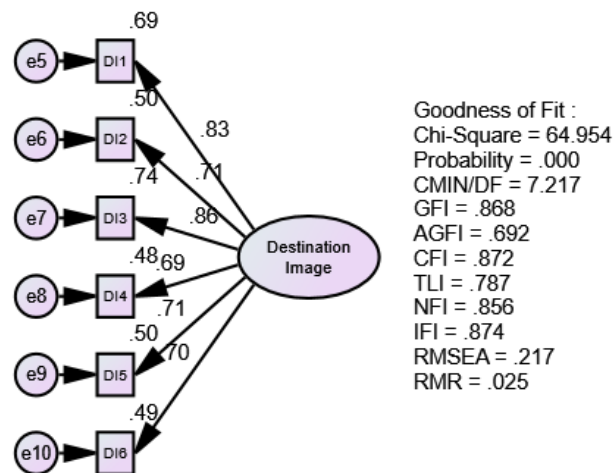 .69
e5
DI1
.50
.83
e6
DI2
.71
.74
e7
DI3
.86
Destination
Image
.48
.69
e8
DI4
.71
.50
.70
e9
DI5
.49
e10
DI6
Goodness of Fit :
Chi-Square = 64.954
Probability = .000
CMIN/DF = 7.217
GFI = .868
AGFI = .692
CFI = .872
TLI = .787
NFI = .856
IFI = .874
RMSEA = .217
RMR = .025